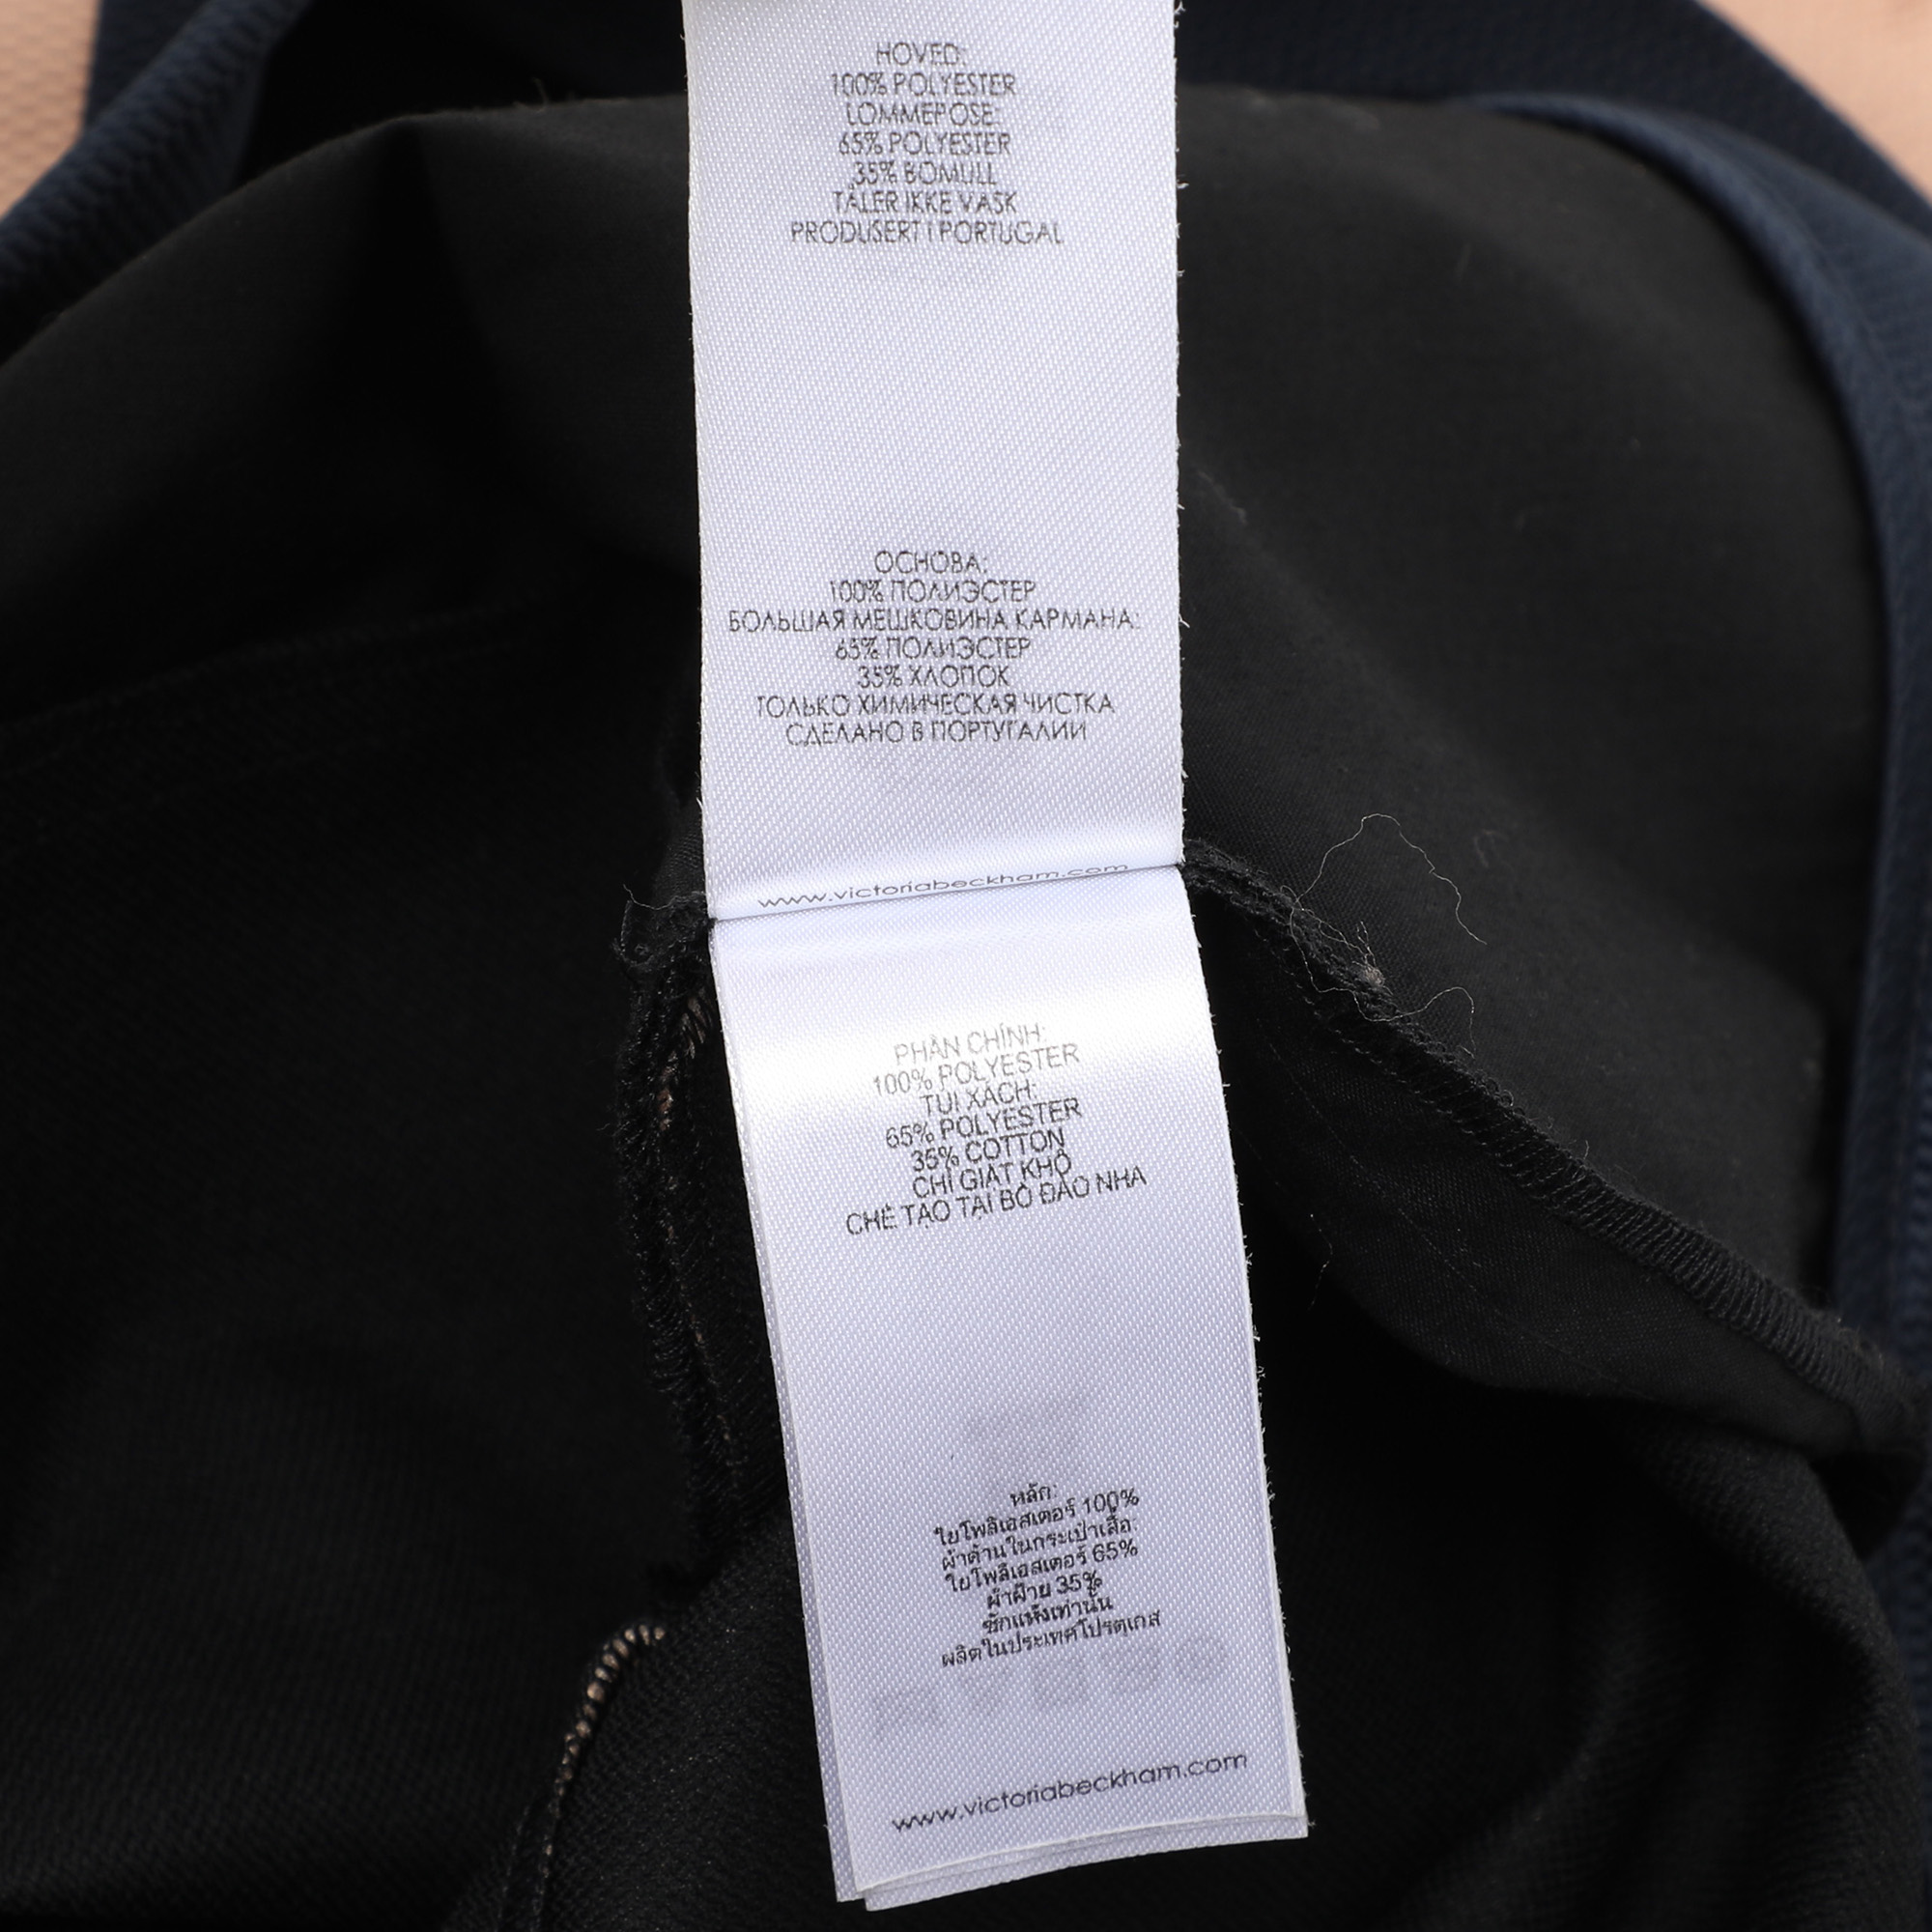 HOVED:
100% POLYESTER
LOMMEPOSE:
65% POLYESTER
35% BOMULL
TÅLER IKKE VASK
PRODUSERT I PORTUGAL
ОСНОВА:
100% ПОЛИЭСТЕР
БОЛЬШАЯ МЕШКОВИНА КАРМАНА:
65% ПОЛИЭСТЕР
35% ХЛОПОК
ТОЛЬКО ХИМИЧЕСКАЯ ЧИСТКА
СДЕЛАНО В ПОРТУГАЛИИ
www.victoriabeckham.com
PHẦN CHÍNH:
100% POLYESTER
TÚI XÁCH:
65% POLYESTER
35% COTTON
CHỈ GIẶT KHÔ
CHẾ TẠO TẠI BỒ ĐÀO NHA
หลัก:
ใยโพลีเอสเตอร์ 100%
ผ้าด้านในกระเป๋าเสื้อ:
ใยโพลีเอสเตอร์ 65%
ผ้าฝ้าย 35%
ซักแห้งเท่านั้น
ผลิตในประเทศโปรตุเกส
www.victoriabeckham.com